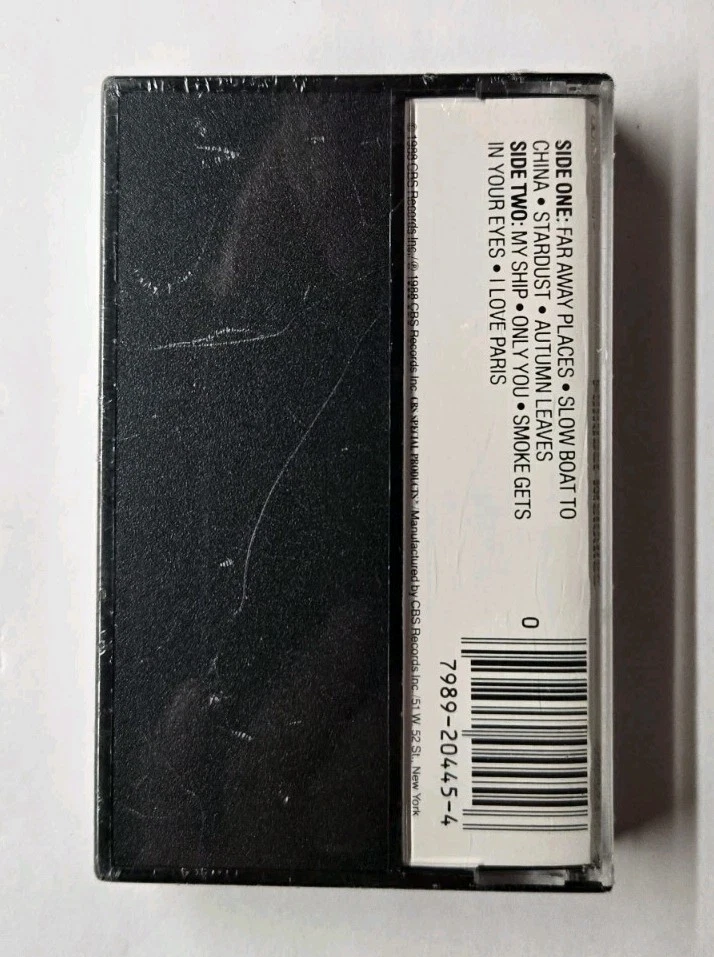 SIDE ONE: FAR AWAY PLACES • SLOW BOAT TO
CHINA • STARDUST • AUTUMN LEAVES
SIDE TWO: MY SHIP • ONLY YOU • SMOKE GETS
IN YOUR EYES • I LOVE PARIS
0
7989-20445-4
© 1988 CBS Records Inc./℗ 1988 CBS Records Inc. CBS SPECIAL PRODUCTS" Manufactured by CBS Records Inc./51 W. 52 St., New York